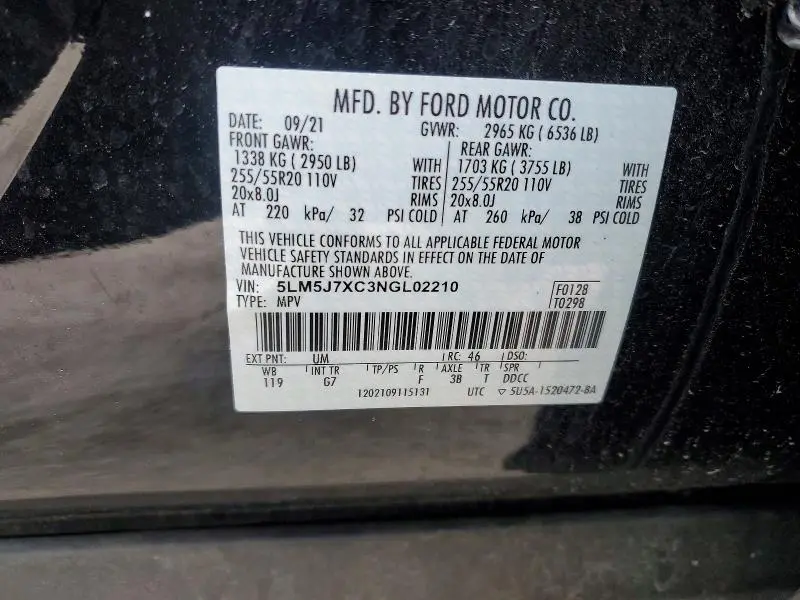 MFD. BY FORD MOTOR CO.
DATE: 09/21 GVWR: 2965 KG ( 6536 LB)
FRONT GAWR: REAR GAWR:
1338 KG ( 2950 LB) WITH 1703 KG ( 3755 LB) WITH
255/55R20 110V TIRES 255/55R20 110V TIRES
20x8.0J RIMS 20x8.0J RIMS
AT 220 kPa/ 32 PSI COLD AT 260 kPa/ 38 PSI COLD
THIS VEHICLE CONFORMS TO ALL APPLICABLE FEDERAL MOTOR
VEHICLE SAFETY STANDARDS IN EFFECT ON THE DATE OF
MANUFACTURE SHOWN ABOVE.
VIN: 5LM5J7XC3NGL02210 F0128
TYPE: MPV T0298
EXT PNT: UM RC: 46 DSO:
WB INT TR TP/PS R AXLE TR SPR
119 G7 F 3B T DDCC
1202109115131 UTC ▽ 5U5A-1520472-BA